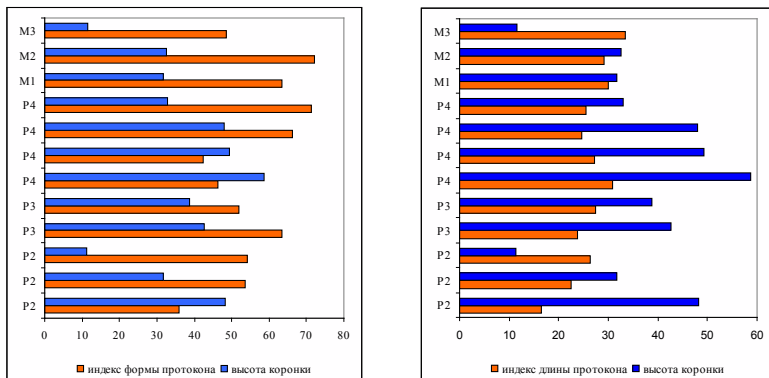 M3
M2
M1
P4
P4
P4
P4
P3
P3
P2
P2
P2
0 10 20 30 40 50 60 70 80
индекс формы протокона высота коронки
M3
M2
M1
P4
P4
P4
P4
P3
P3
P2
P2
P2
0 10 20 30 40 50 60
индекс длины протокона высота коронки